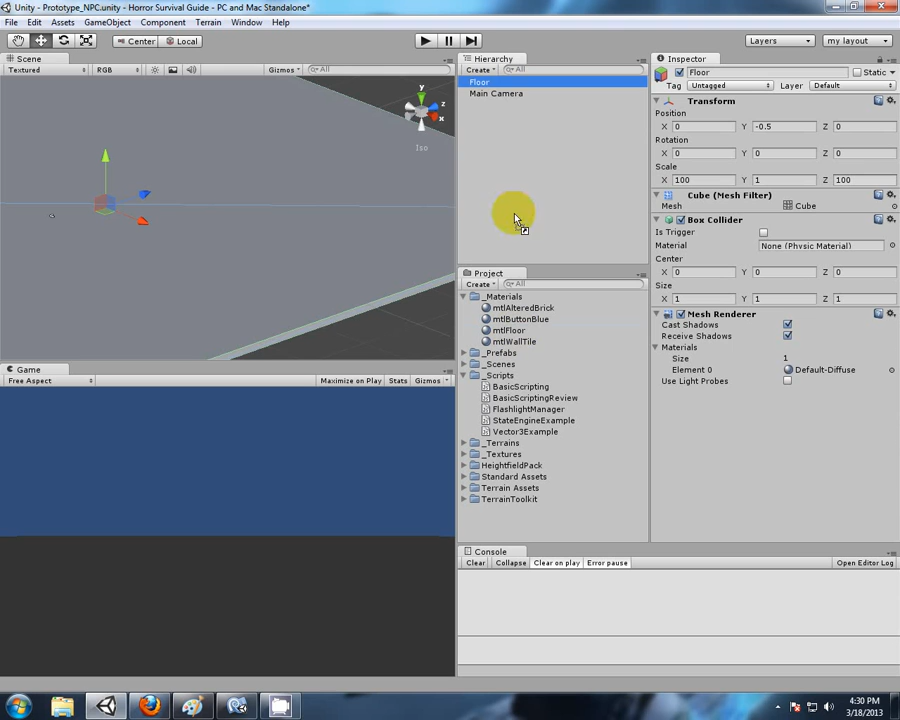 Unity - Prototype_NPC.unity - Horror Survival Guide - PC and Mac Standalone*
File Edit Assets GameObject Component Terrain Window Help
Center Local Layers my layout
Scene
Textured RGB Gizmos All
y
z
x
Iso
Game
Free Aspect Maximize on Play Stats Gizmos
Hierarchy
Create All
Floor
Main Camera
Project
Create All
_Materials
mtlAlteredBrick
mtlButtonBlue
mtlFloor
mtlWallTile
_Prefabs
_Scenes
_Scripts
BasicScripting
BasicScriptingReview
FlashlightManager
StateEngineExample
Vector3Example
_Terrains
_Textures
HeightfieldPack
Standard Assets
Terrain Assets
TerrainToolkit
Console
Clear Collapse Clear on play Error pause Open Editor Log
Inspector
Floor Static
Tag Untagged Layer Default
Transform
Position
X 0 Y -0.5 Z 0
Rotation
X 0 Y 0 Z 0
Scale
X 100 Y 1 Z 100
Cube (Mesh Filter)
Mesh Cube
Box Collider
Is Trigger
Material None (Physic Material)
Center
X 0 Y 0 Z 0
Size
X 1 Y 1 Z 1
Mesh Renderer
Cast Shadows
Receive Shadows
Materials
Size 1
Element 0 Default-Diffuse
Use Light Probes
4:30 PM
3/18/2013